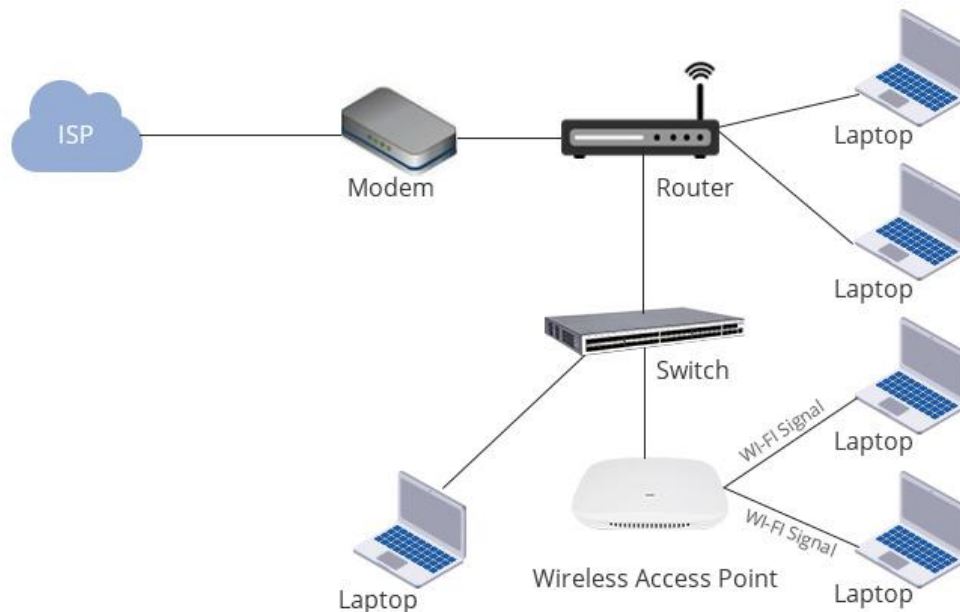 ISP
Modem
Router
Laptop
Laptop
Switch
WI-FI Signal
Laptop
WI-FI Signal
Wireless Access Point
Laptop
Laptop